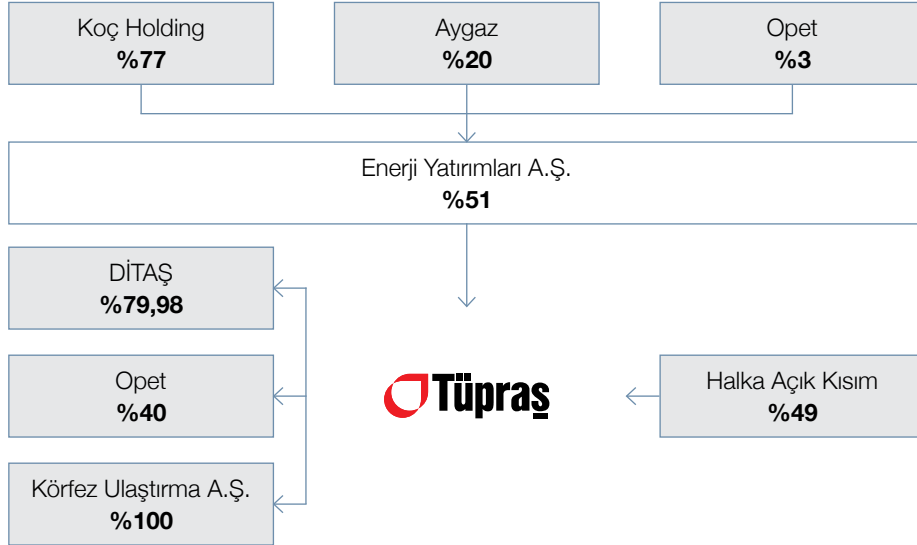 Koç Holding
%77
Aygaz
%20
Opet
%3
Enerji Yatırımları A.Ş.
%51
DİTAŞ
%79,98
Opet
%40
Körfez Ulaştırma A.Ş.
%100
Tüpraş
Halka Açık Kısım
%49